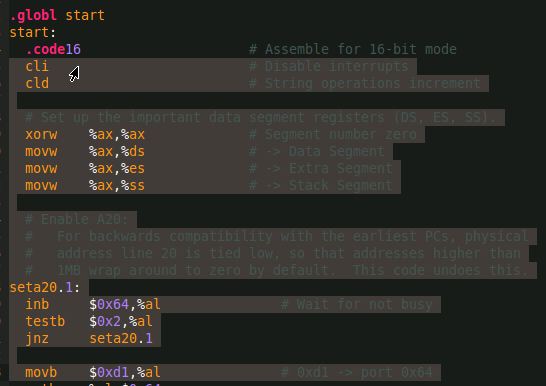 .globl start
start:
  .code16                     # Assemble for 16-bit mode
  cli                         # Disable interrupts
  cld                         # String operations increment
  # Set up the important data segment registers (DS, ES, SS).
  xorw    %ax,%ax             # Segment number zero
  movw    %ax,%ds             # -> Data Segment
  movw    %ax,%es             # -> Extra Segment
  movw    %ax,%ss             # -> Stack Segment
  # Enable A20:
  #   For backwards compatibility with the earliest PCs, physical
  #   address line 20 is tied low, so that addresses higher than
  #   1MB wrap around to zero by default.  This code undoes this.
seta20.1:
  inb     $0x64,%al               # Wait for not busy
  testb   $0x2,%al
  jnz     seta20.1
  movb    $0xd1,%al               # 0xd1 -> port 0x64